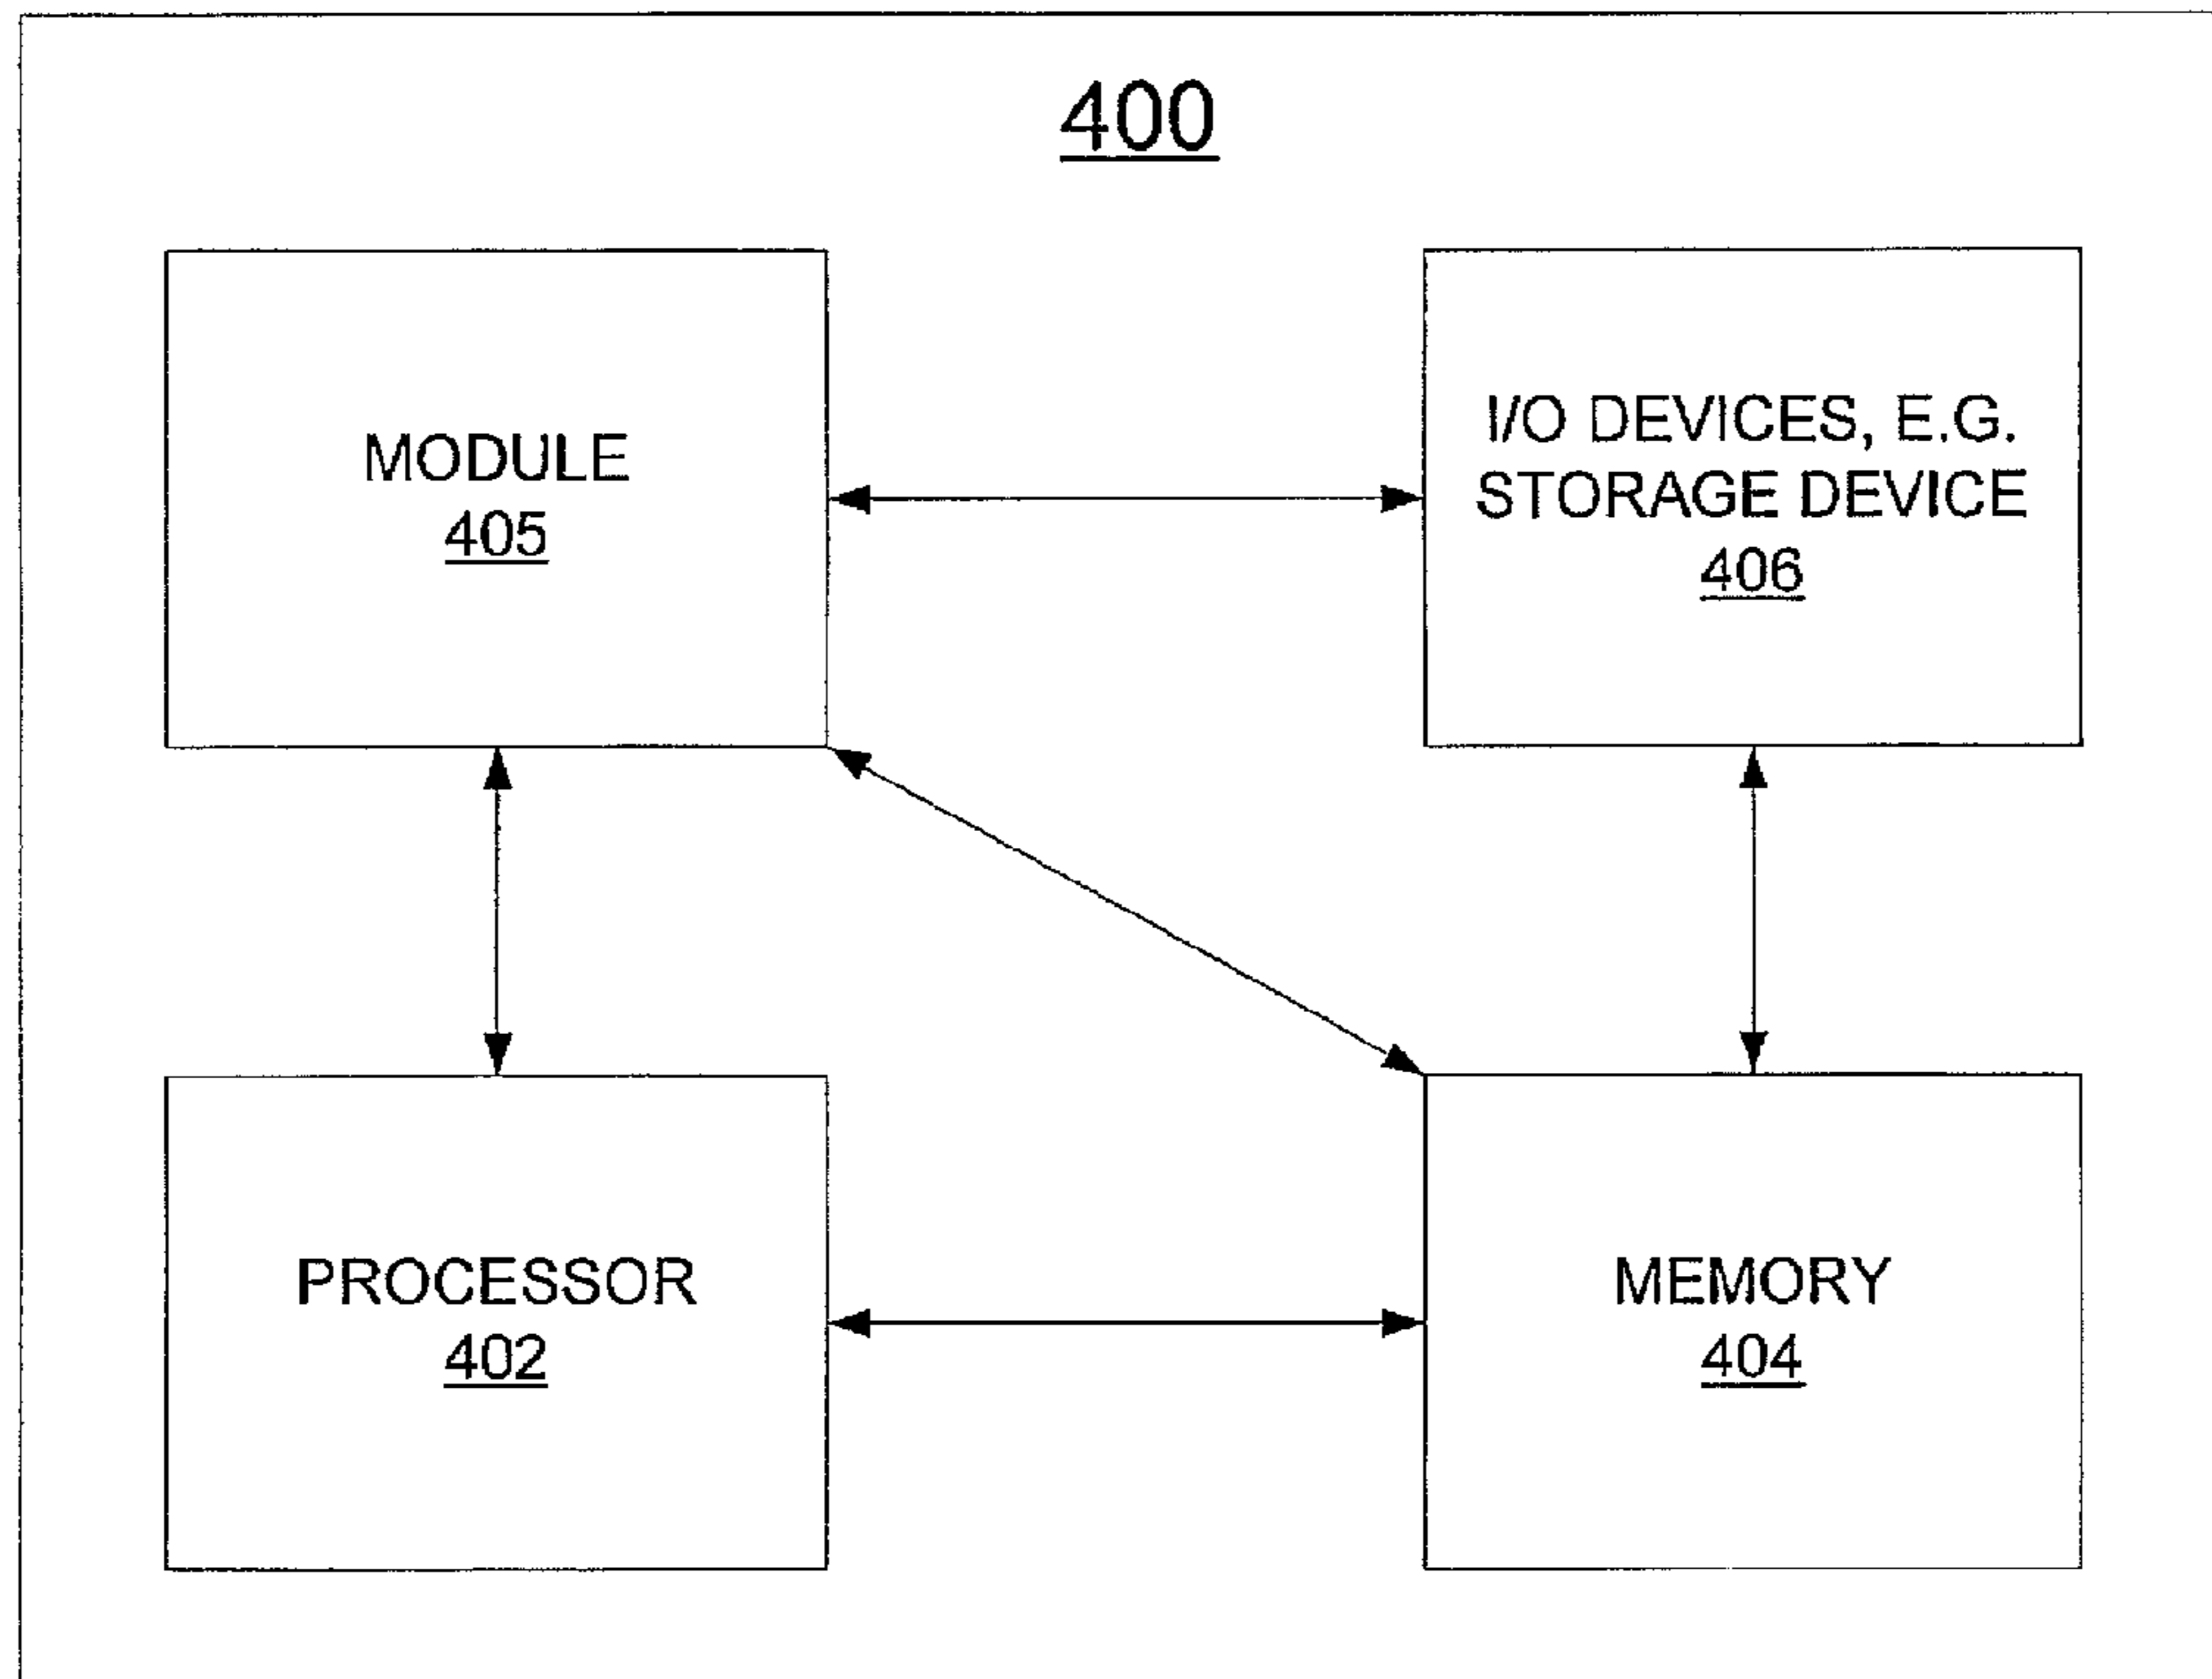 400
MODULE
405
I/O DEVICES, E.G.
STORAGE DEVICE
406
PROCESSOR
402
MEMORY
404